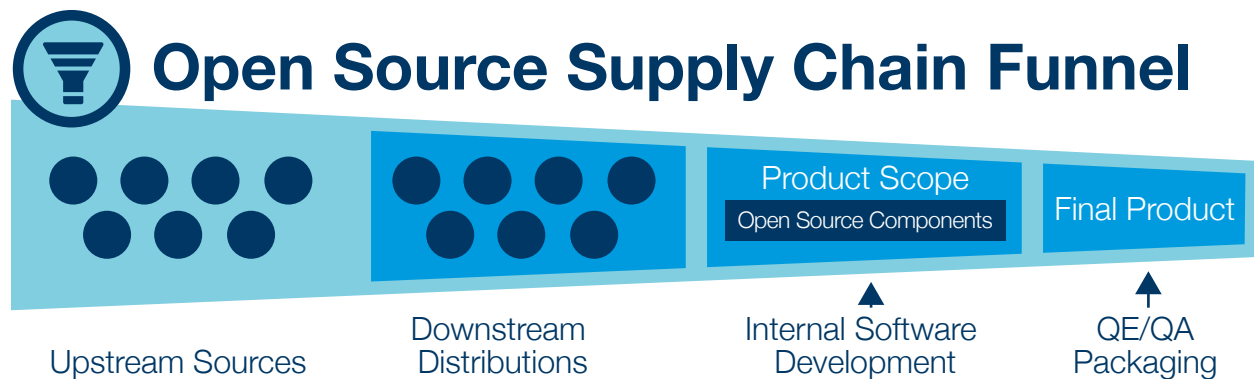 Open Source Supply Chain Funnel
Product Scope
Open Source Components
Final Product
Upstream Sources
Downstream
Distributions
Internal Software
Development
QE/QA
Packaging